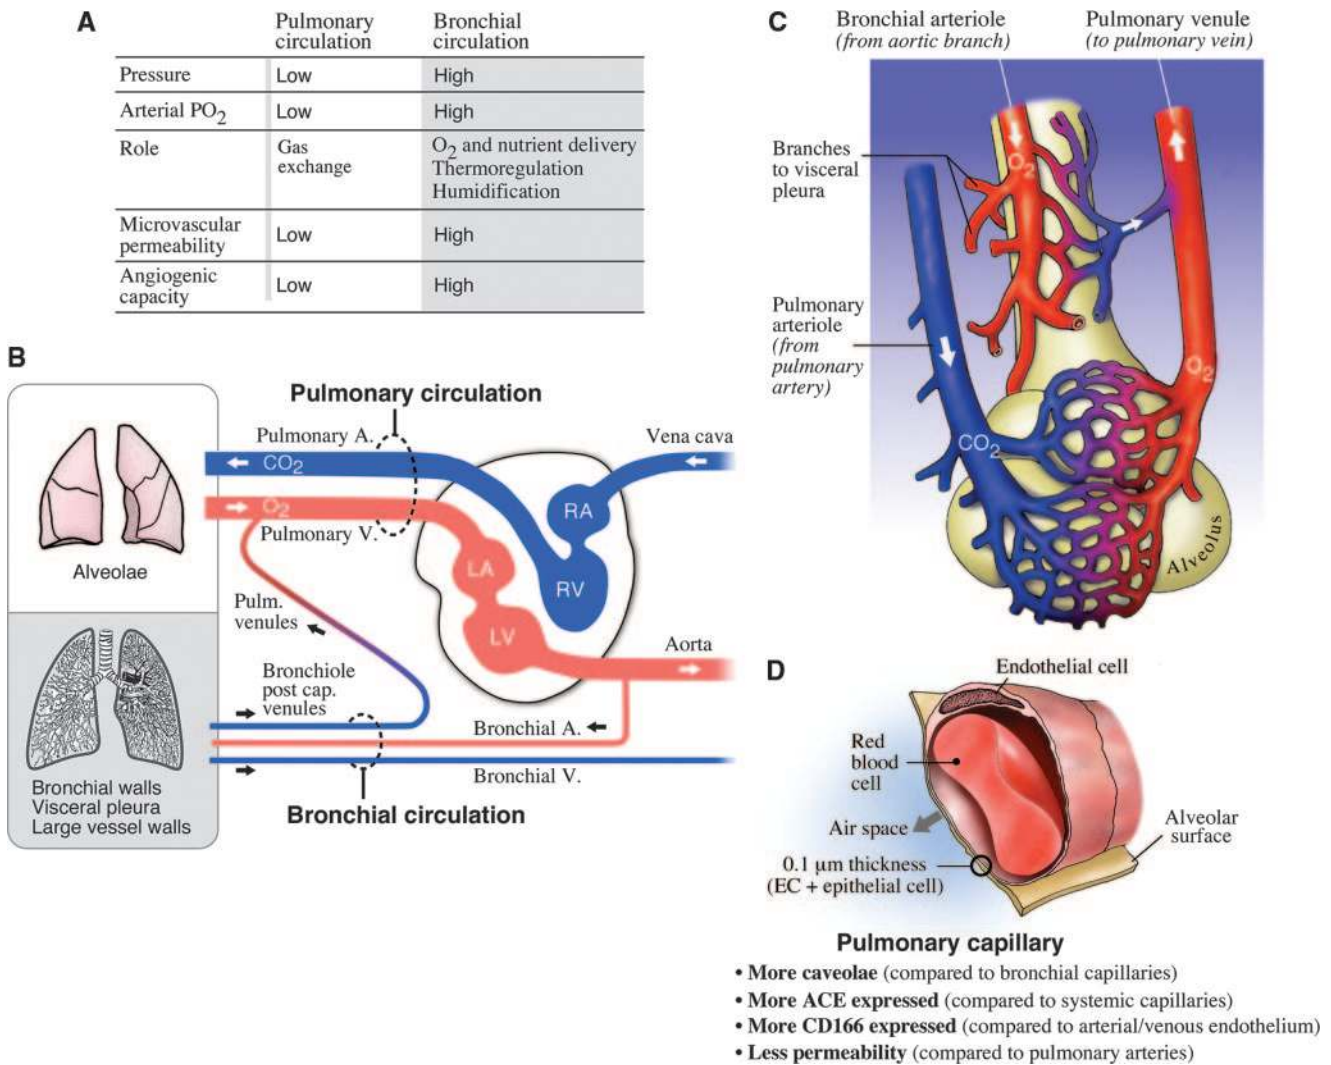 A
Pulmonary circulation
Bronchial circulation
Pressure
Low
High
Arterial PO2
Low
High
Role
Gas exchange
O2 and nutrient delivery
Thermoregulation
Humidification
Microvascular permeability
Low
High
Angiogenic capacity
Low
High
B
Pulmonary circulation
Pulmonary A.
Vena cava
CO2
O2
Pulmonary V.
RA
LA
RV
LV
Alveolae
Pulm.
venules
Aorta
Bronchiole
post cap.
venules
Bronchial A.
Bronchial V.
Bronchial walls
Visceral pleura
Large vessel walls
Bronchial circulation
C
Bronchial arteriole
(from aortic branch)
Pulmonary venule
(to pulmonary vein)
Branches
to visceral
pleura
O2
Pulmonary
arteriole
(from
pulmonary
artery)
O2
CO2
Alveolus
D
Endothelial cell
Red
blood
cell
Air space
Alveolar
surface
0.1 μm thickness
(EC + epithelial cell)
Pulmonary capillary
• More caveolae (compared to bronchial capillaries)
• More ACE expressed (compared to systemic capillaries)
• More CD166 expressed (compared to arterial/venous endothelium)
• Less permeability (compared to pulmonary arteries)